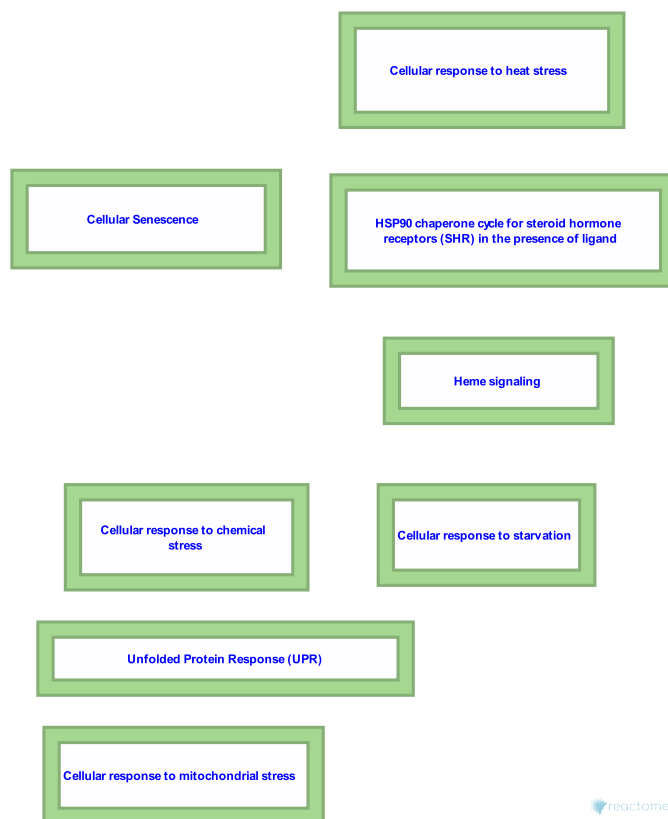 Cellular response to heat stress
Cellular Senescence
HSP90 chaperone cycle for steroid hormone
receptors (SHR) in the presence of ligand
Heme signaling
Cellular response to chemical
stress
Cellular response to starvation
Unfolded Protein Response (UPR)
Cellular response to mitochondrial stress
reactome